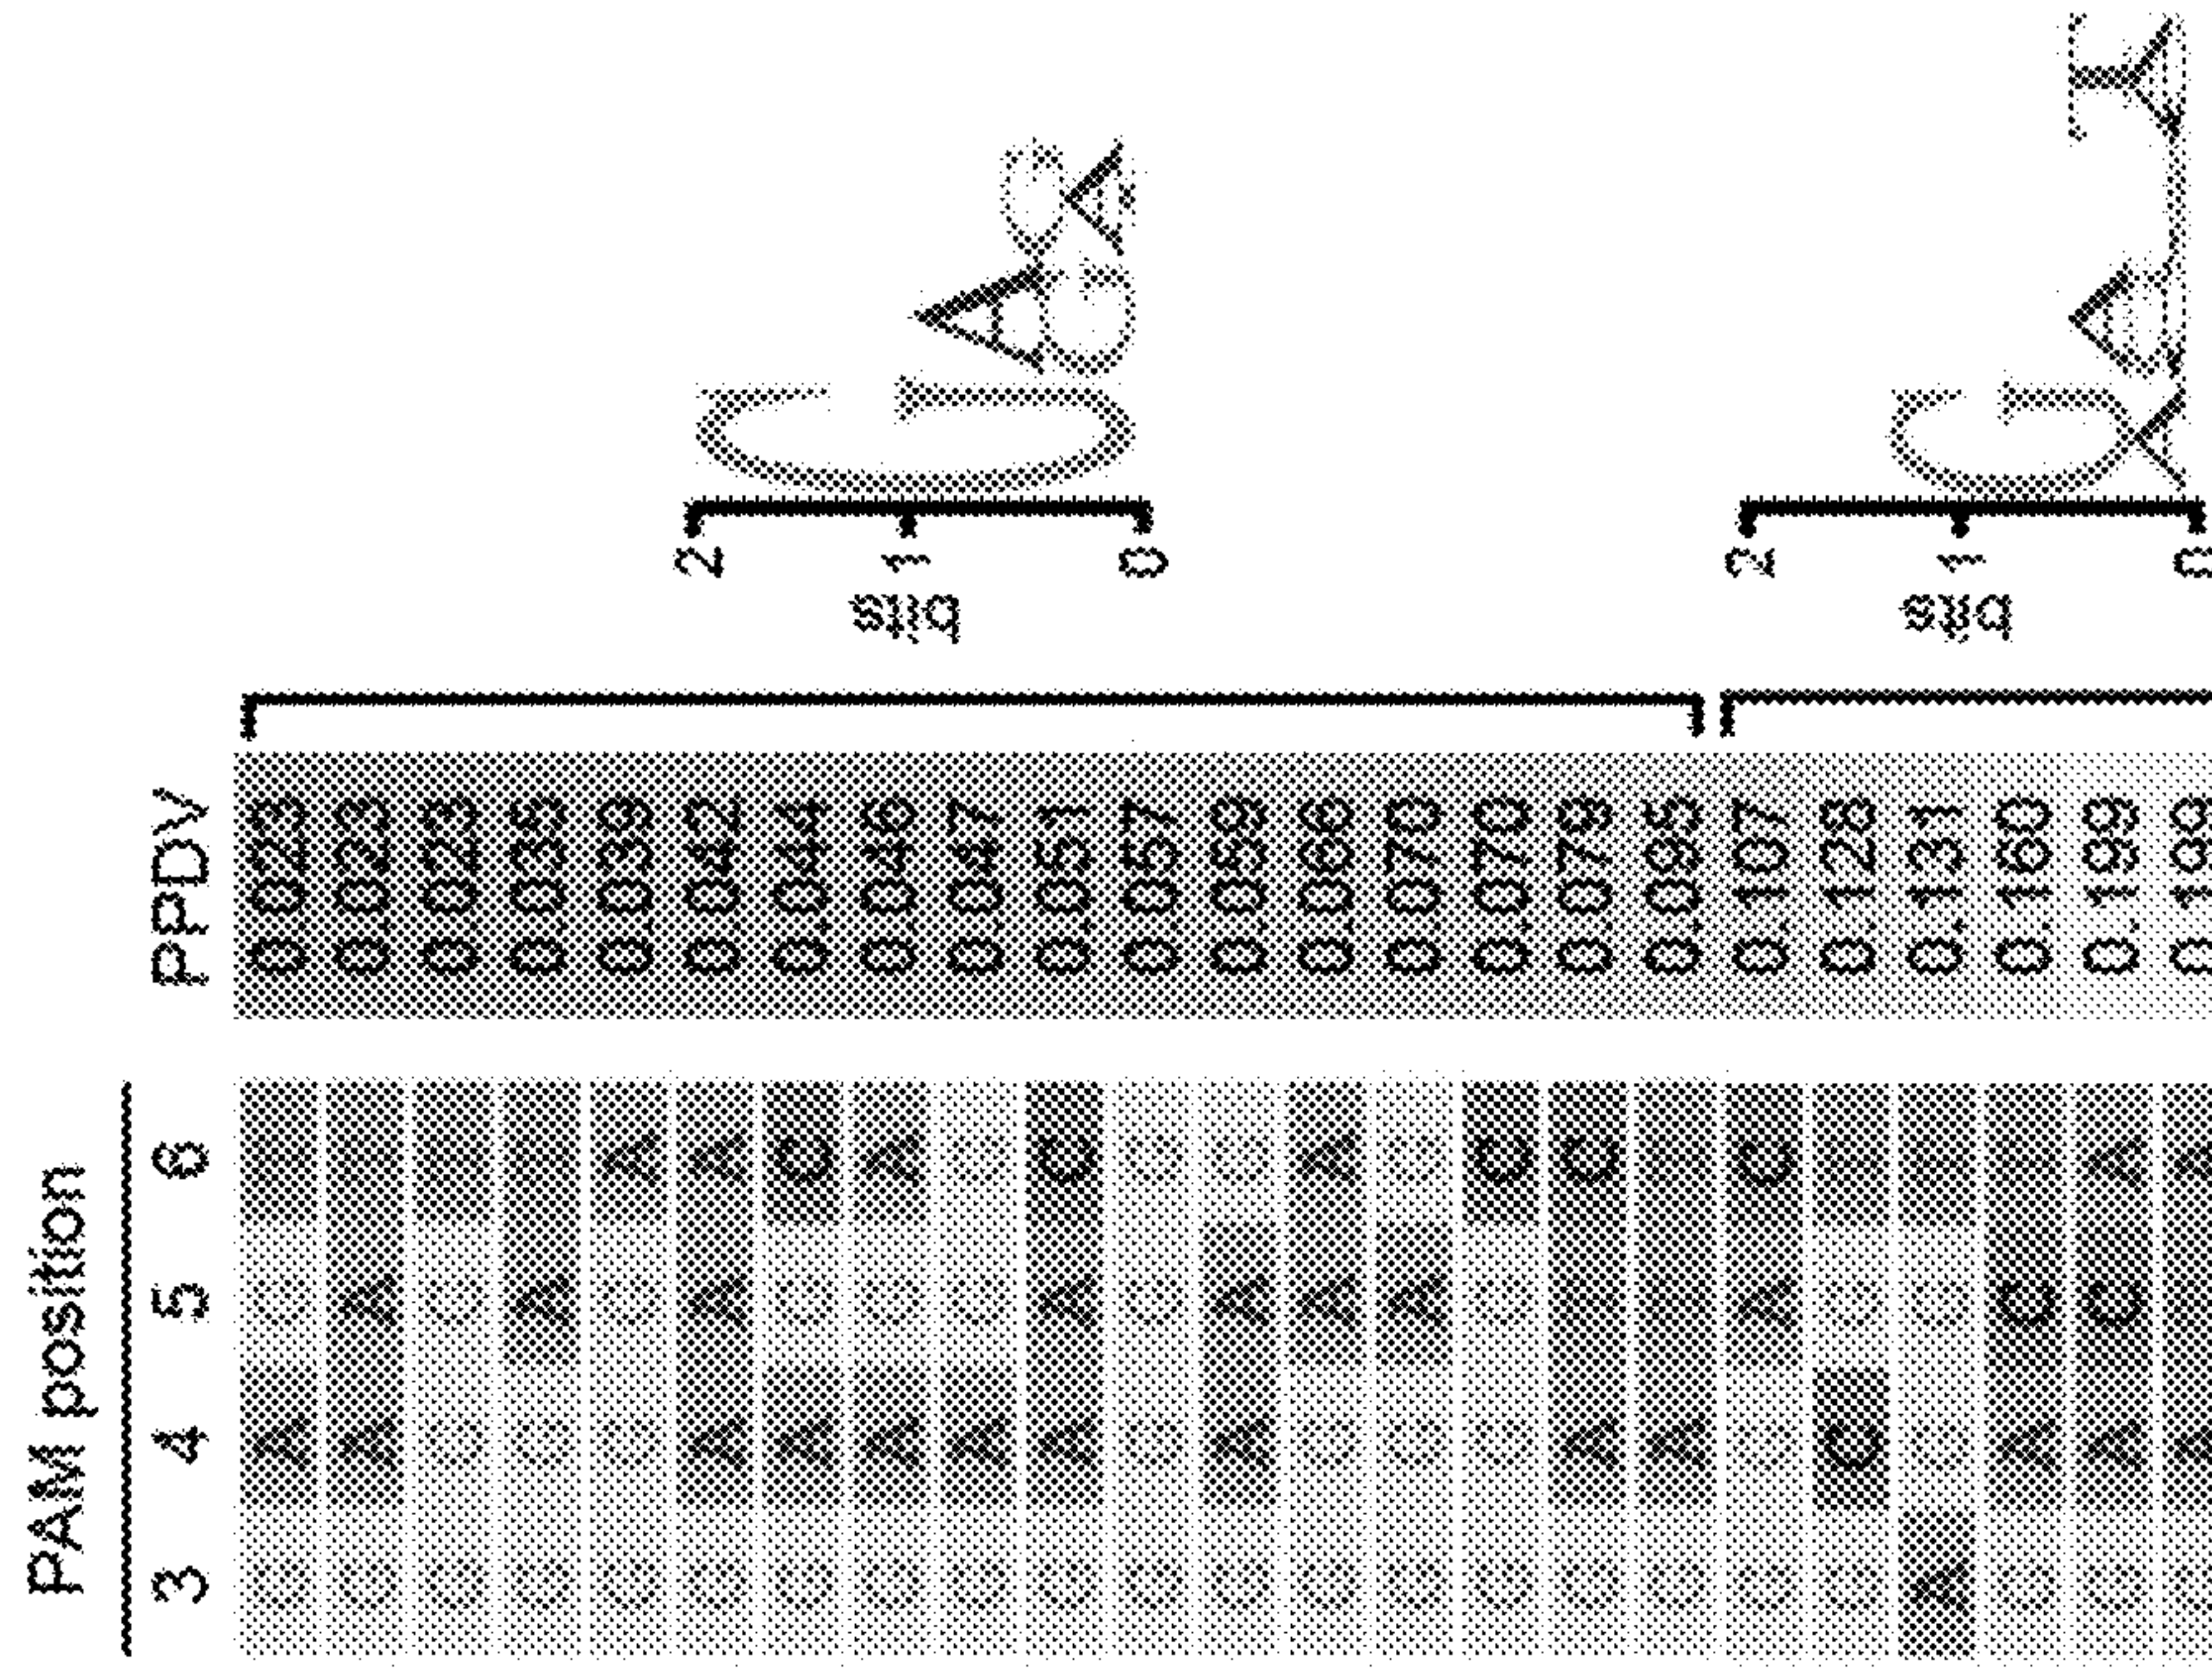 PAM position
3 4 5 6 PPDV
G A G 0.023
G A A 0.023
G G G 0.023
G G A 0.035
G G G A 0.039
G A A A 0.042
G A G C 0.044
G A G A 0.046
G A G G 0.047
G A A C 0.051
G G G G 0.057
G A A G 0.059
G G A A 0.066
G G A G 0.070
G G G C 0.070
G A C 0.079
G A 0.095
G G A C 0.107
G C G 0.128
A G G 0.131
G A C 0.160
G A C A 0.199
G A A 0.199
bits
2
1
0
G A G G A
bits
2
1
0
G A A G T